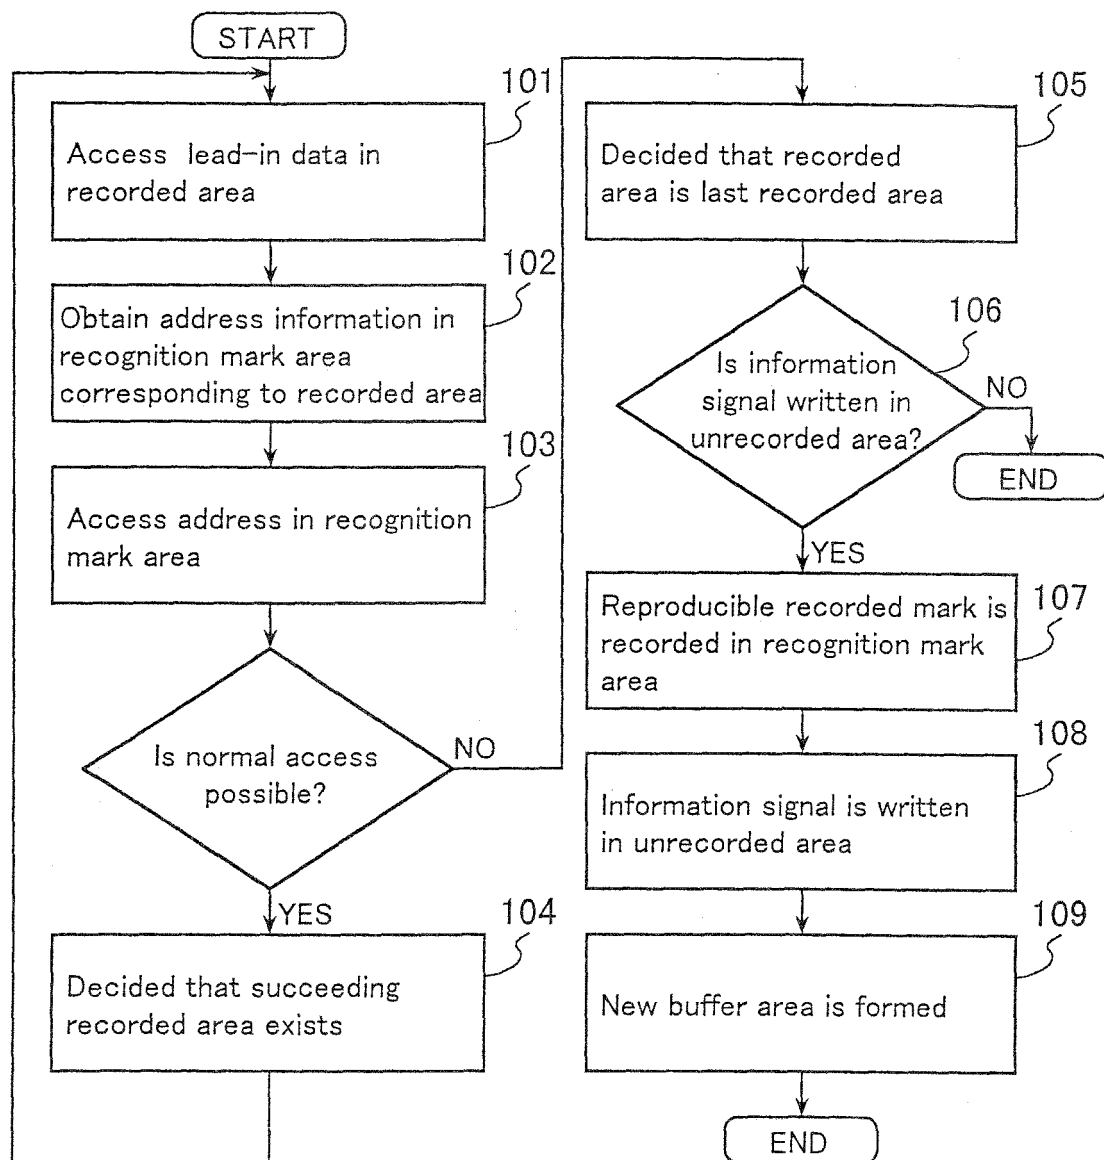 START
101
Access lead-in data in
recorded area
102
Obtain address information in
recognition mark area
corresponding to recorded area
103
Access address in recognition
mark area
Is normal access
possible?
NO
YES
104
Decided that succeeding
recorded area exists
105
Decided that recorded
area is last recorded area
106
Is information
signal written in
unrecorded area?
NO
END
YES
107
Reproducible recorded mark is
recorded in recognition mark
area
108
Information signal is written
in unrecorded area
109
New buffer area is formed
END